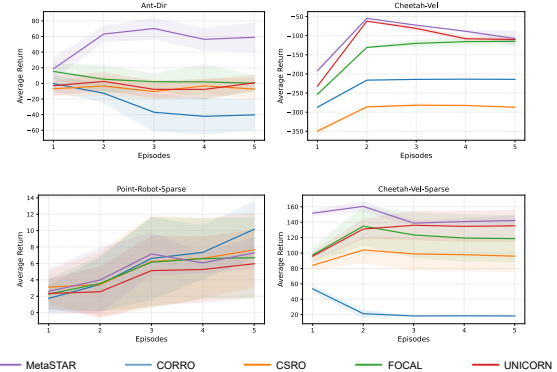 Ant-Dir
80
60
40
20
0
−20
−40
−60
Average Return
1 2 3 4 5
Episodes
Cheetah-Vel
−50
−100
−150
−200
−250
−300
−350
Average Return
1 2 3 4 5
Episodes
Point-Robot-Sparse
14
12
10
8
6
4
2
0
Average Return
1 2 3 4 5
Episodes
Cheetah-Vel-Sparse
160
140
120
100
80
60
40
20
Average Return
1 2 3 4 5
Episodes
MetaSTAR CORRO CSRO FOCAL UNICORN